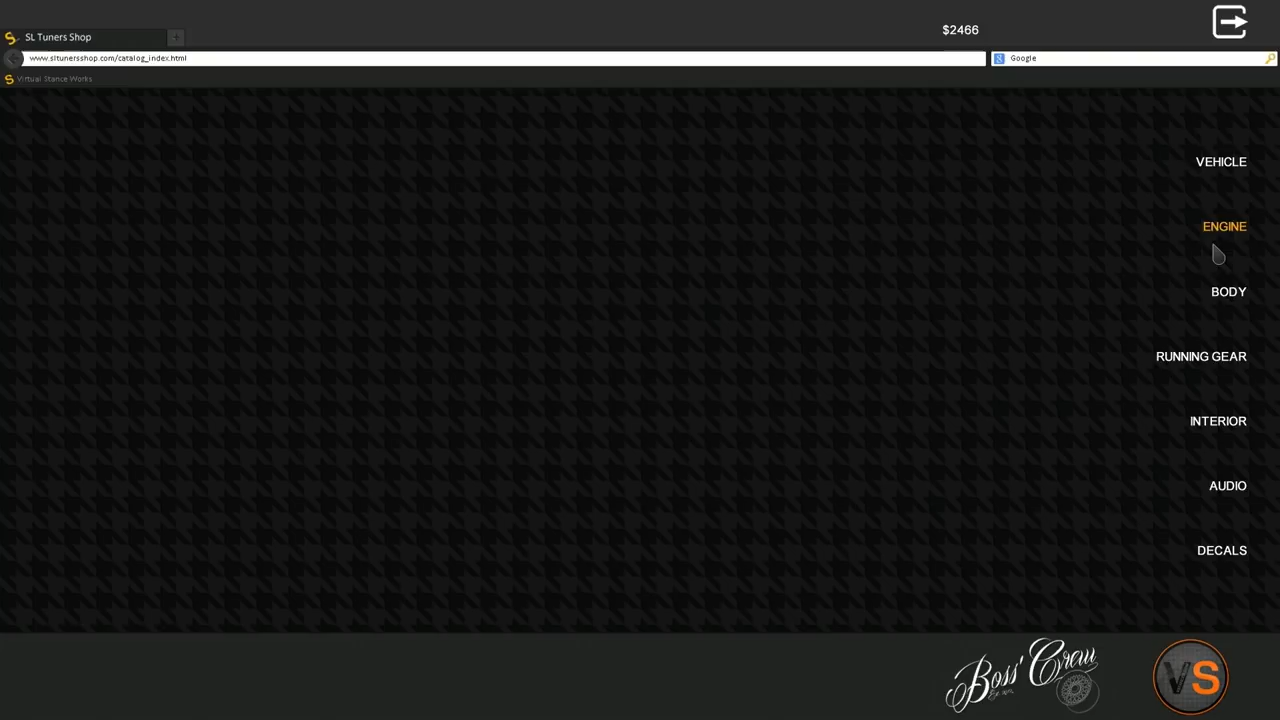 $2466
SL Tuners Shop
www.sltunersshop.com/catalog_index.html
Google
Virtual Stance Works
VEHICLE
ENGINE
BODY
RUNNING GEAR
INTERIOR
AUDIO
DECALS
Boss' Crew
VS